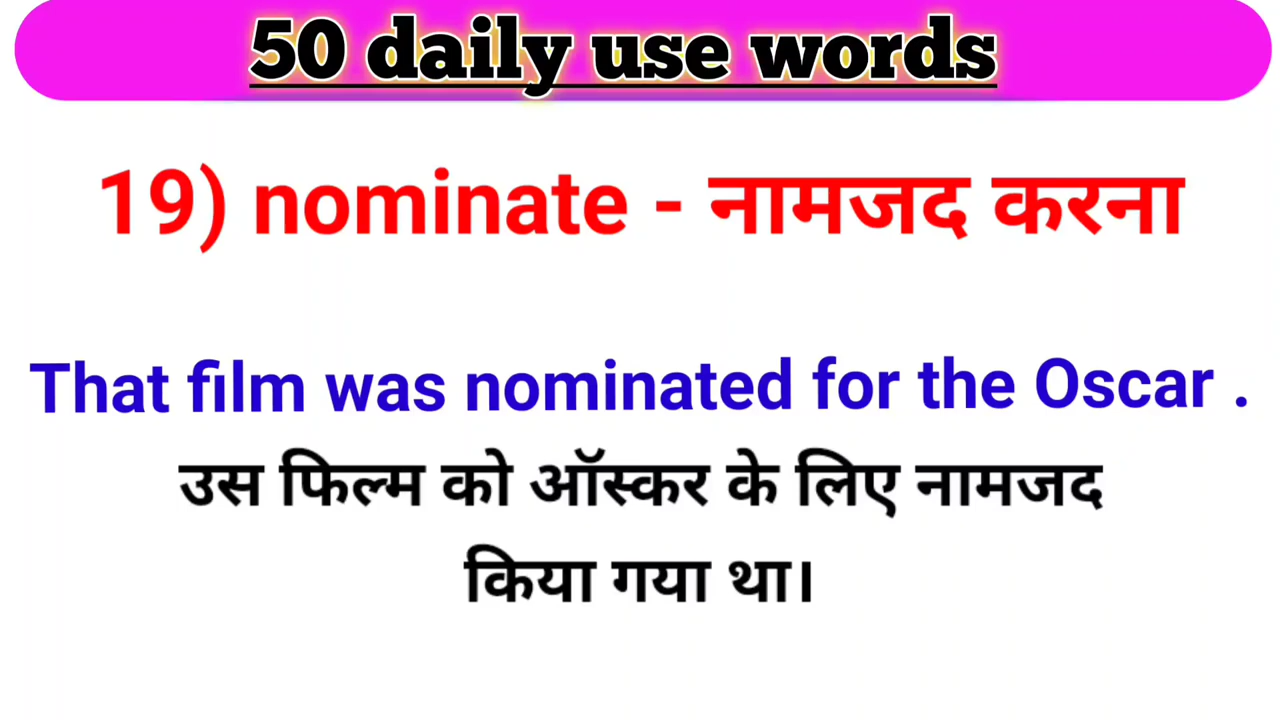 50 daily use words
19) nominate - नामजद करना
That film was nominated for the Oscar .
उस फिल्म को ऑस्कर के लिए नामजद
किया गया था।